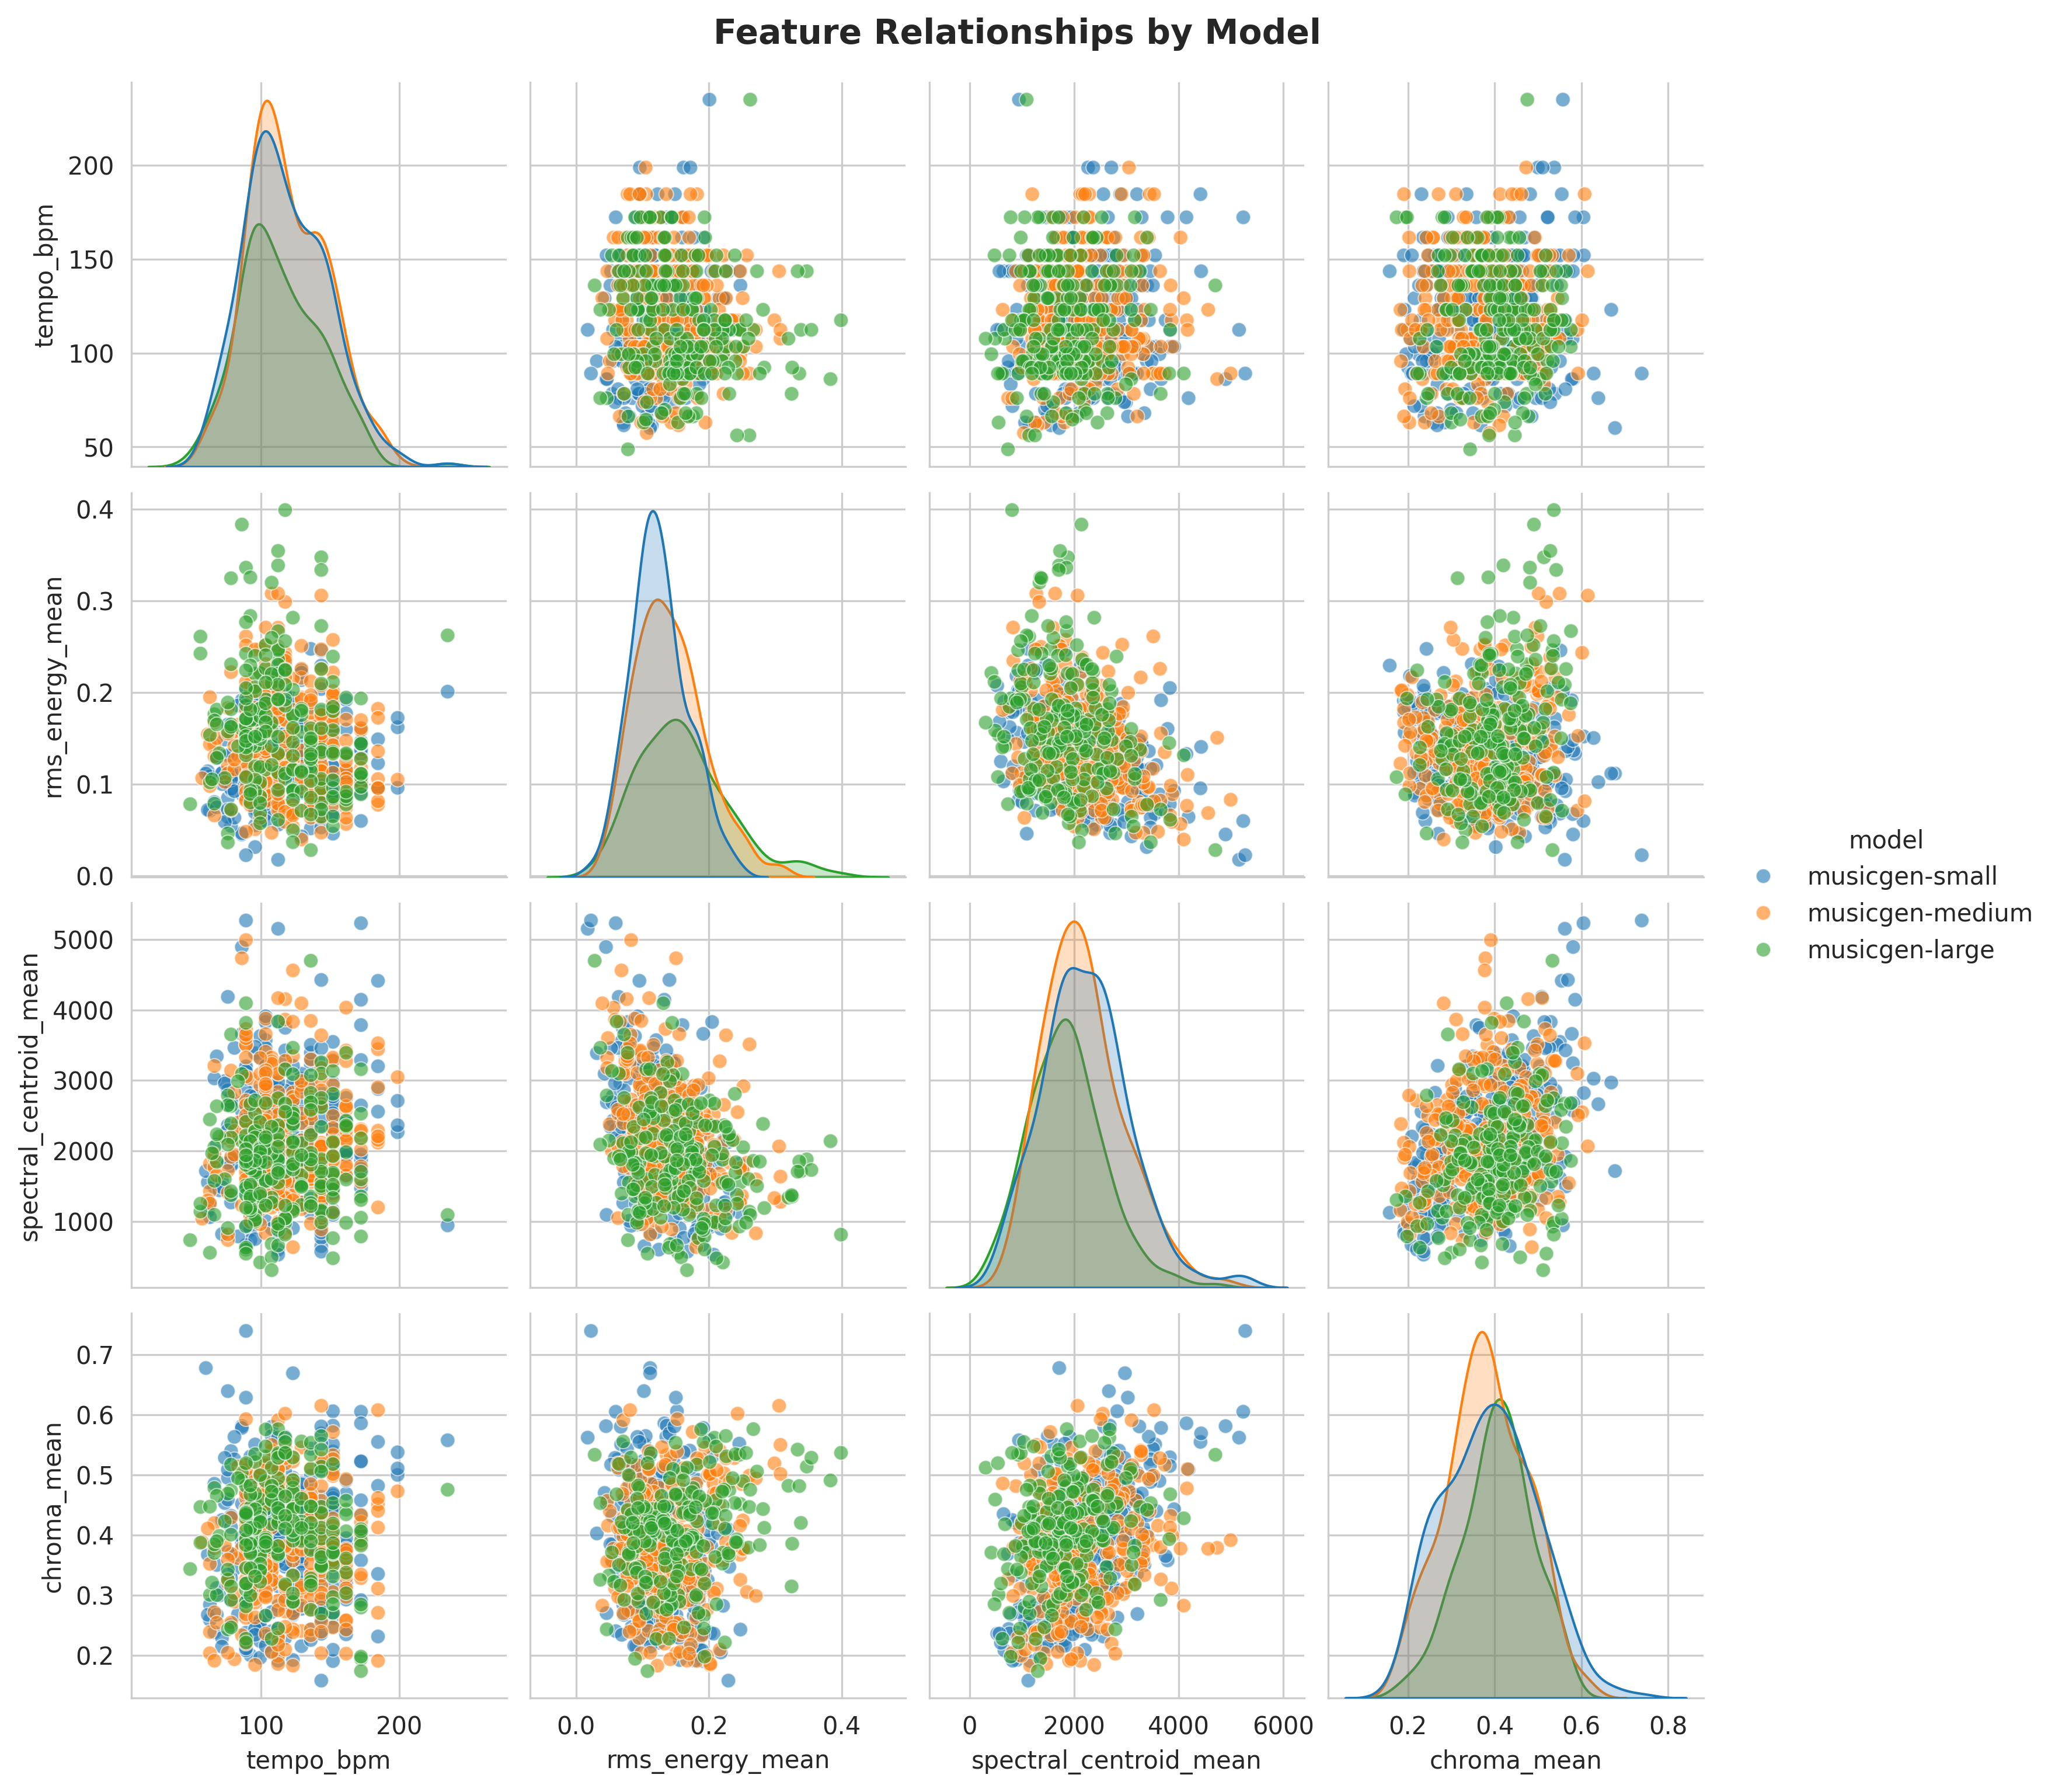 Feature Relationships by Model
tempo_bpm
200
150
100
50
rms_energy_mean
0.4
0.3
0.2
0.1
0.0
spectral_centroid_mean
5000
4000
3000
2000
1000
chroma_mean
0.7
0.6
0.5
0.4
0.3
0.2
100 200
0.0 0.2 0.4
0 2000 4000 6000
0.2 0.4 0.6 0.8
tempo_bpm
rms_energy_mean
spectral_centroid_mean
chroma_mean
model
musicgen-small
musicgen-medium
musicgen-large